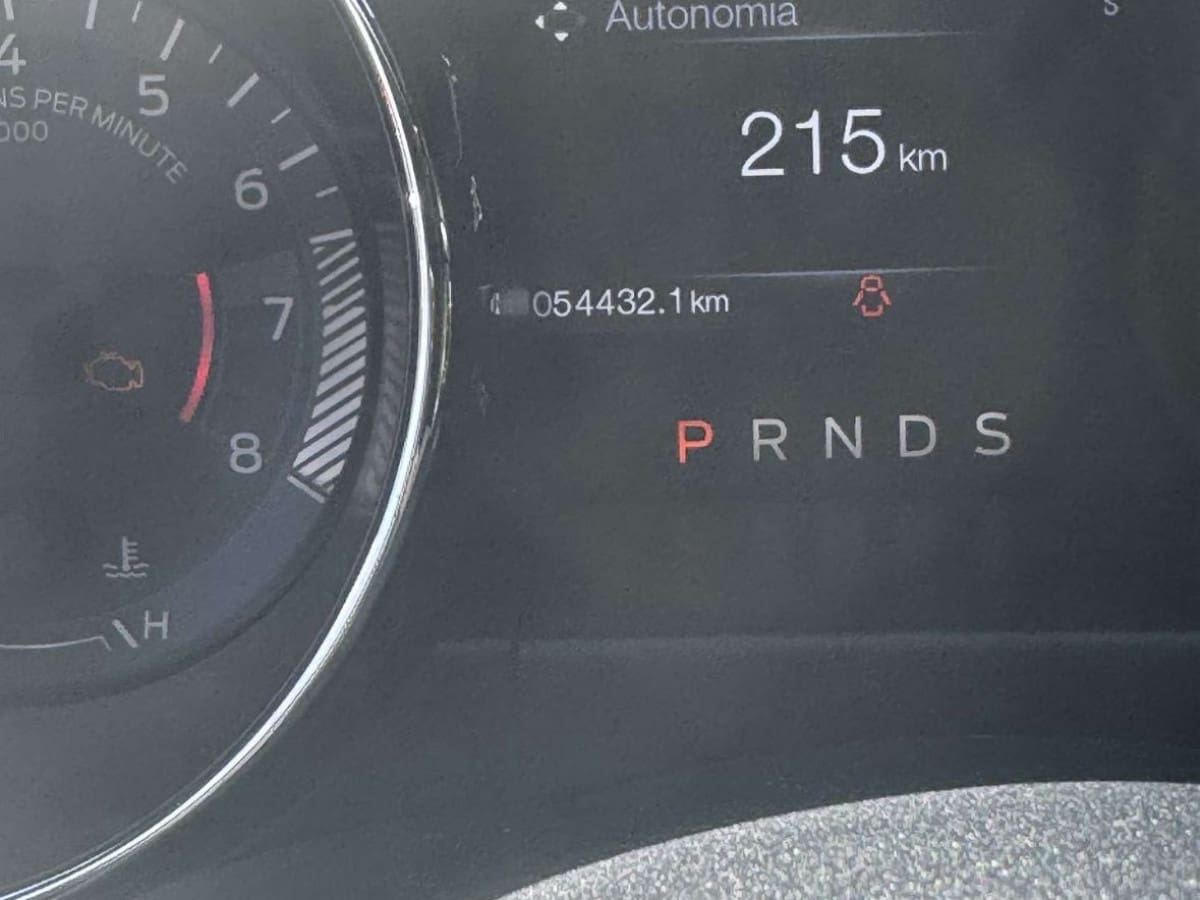 Autonomia
4
5
NS PER MINUTE
000
215 km
6
7
054432.1 km
8
P R N D S
H